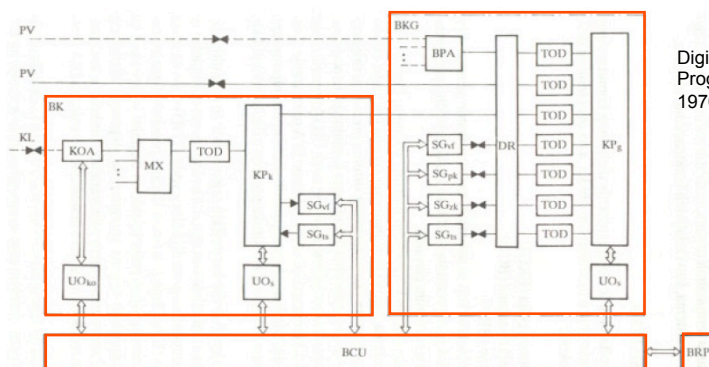 PV
BKG
BPA
TOD
PV
TOD
BK
TOD
KL
KOA
MX
TOD
KPk
SGvf
DR
TOD
KPg
SGpk
TOD
SGvf
SGzk
TOD
SGts
SGts
TOD
UOko
UOs
UOs
BCU
BRP
Digi
Prog
197